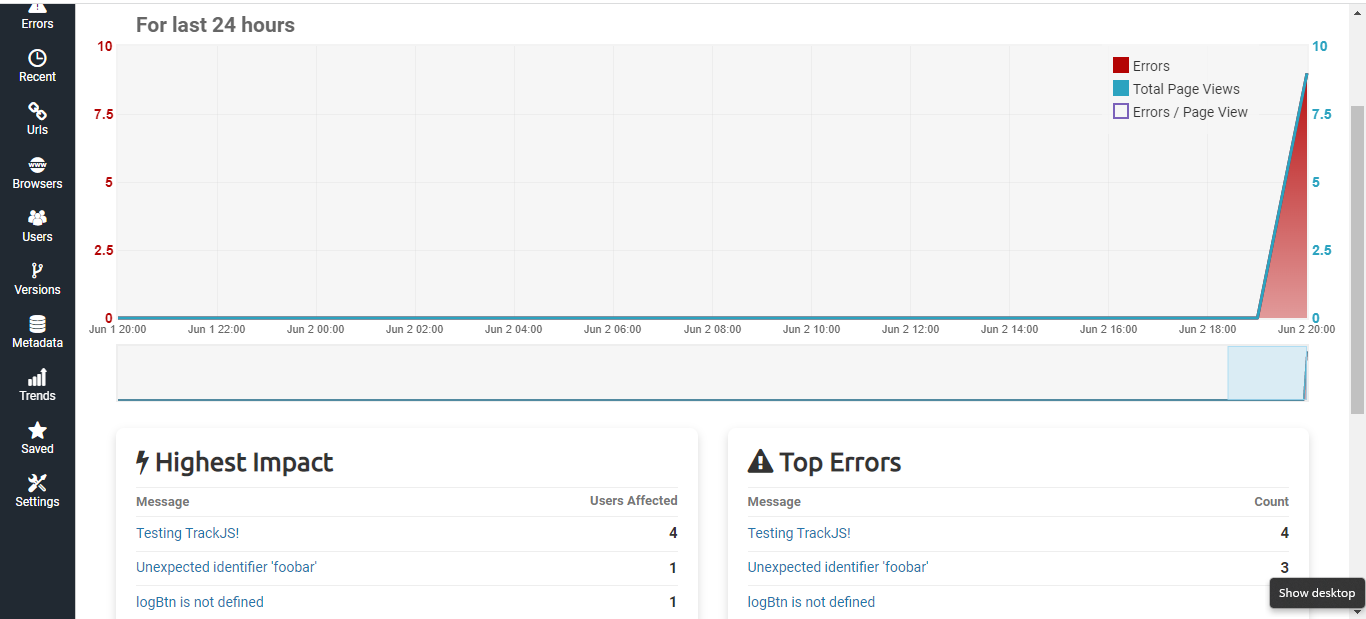 Errors
Recent
Urls
WWW
Browsers
Users
Versions
Metadata
Trends
Saved
Settings
For last 24 hours
10
7.5
5
2.5
0
10
7.5
5
2.5
0
Errors
Total Page Views
Errors / Page View
Jun 1 20:00 Jun 1 22:00 Jun 2 00:00 Jun 2 02:00 Jun 2 04:00 Jun 2 06:00 Jun 2 08:00 Jun 2 10:00 Jun 2 12:00 Jun 2 14:00 Jun 2 16:00 Jun 2 18:00 Jun 2 20:00
Highest Impact
Message Users Affected
Testing TrackJS! 4
Unexpected identifier 'foobar' 1
logBtn is not defined 1
Top Errors
Message Count
Testing TrackJS! 4
Unexpected identifier 'foobar' 3
logBtn is not defined
Show desktop